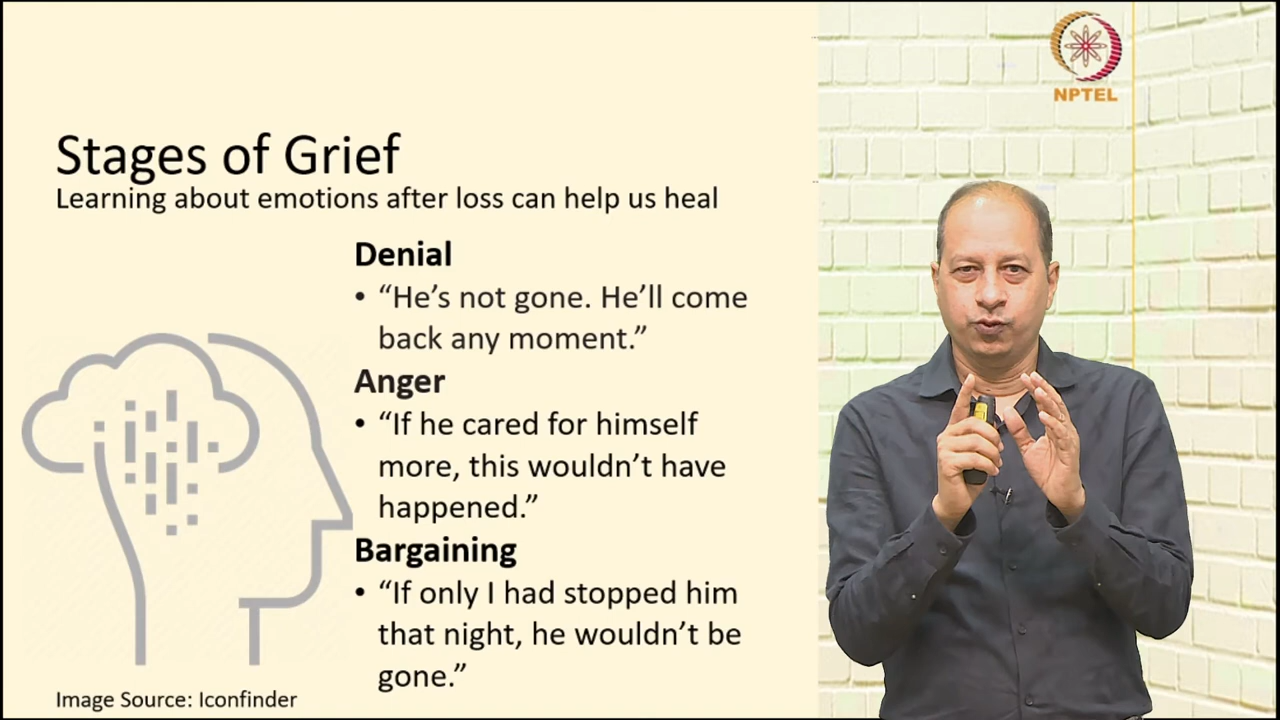 NPTEL
Stages of Grief
Learning about emotions after loss can help us heal
Denial
• “He’s not gone. He’ll come
back any moment.”
Anger
• “If he cared for himself
more, this wouldn’t have
happened.”
Bargaining
• “If only I had stopped him
that night, he wouldn’t be
gone.”
Image Source: Iconfinder